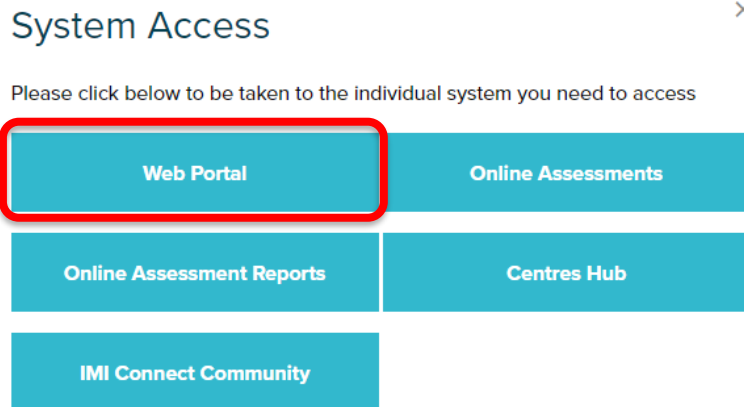 System Access
Please click below to be taken to the individual system you need to access
Web Portal
Online Assessments
Online Assessment Reports
Centres Hub
IMI Connect Community